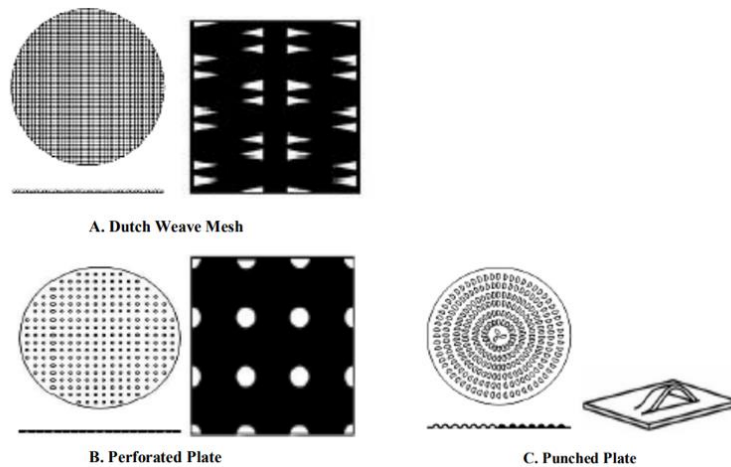 A. Dutch Weave Mesh
B. Perforated Plate
C. Punched Plate